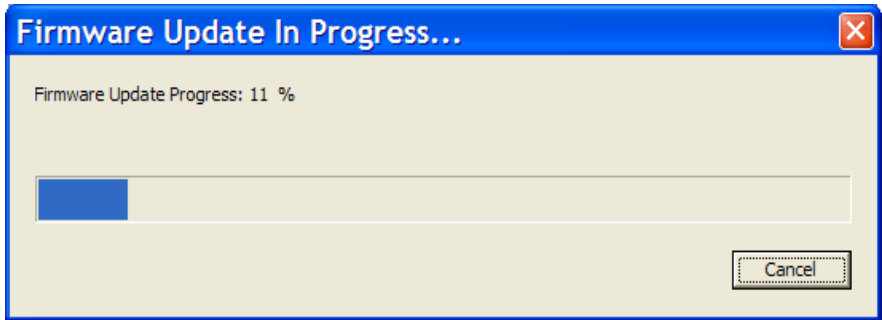 Firmware Update In Progress...
Firmware Update Progress: 11 %
Cancel